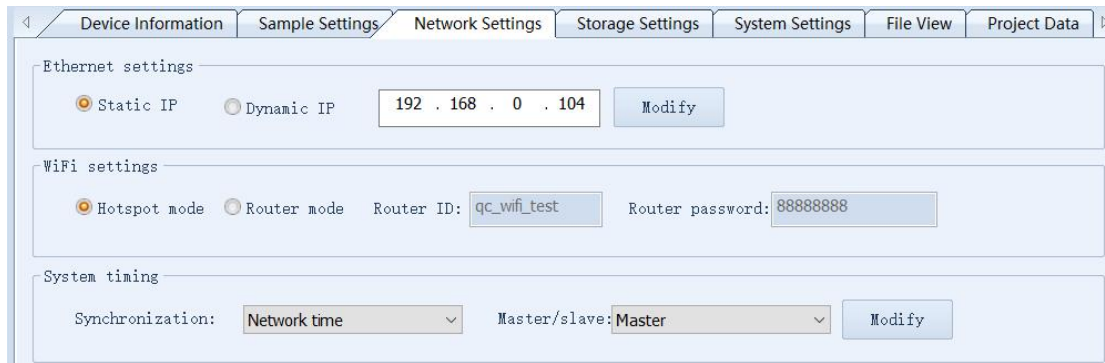 Device Information Sample Settings Network Settings Storage Settings System Settings File View Project Data
Ethernet settings
Static IP Dynamic IP 192 . 168 . 0 . 104 Modify
WiFi settings
Hotspot mode Router mode Router ID: qc_wifi_test Router password: 88888888
System timing
Synchronization: Network time Master/slave: Master Modify